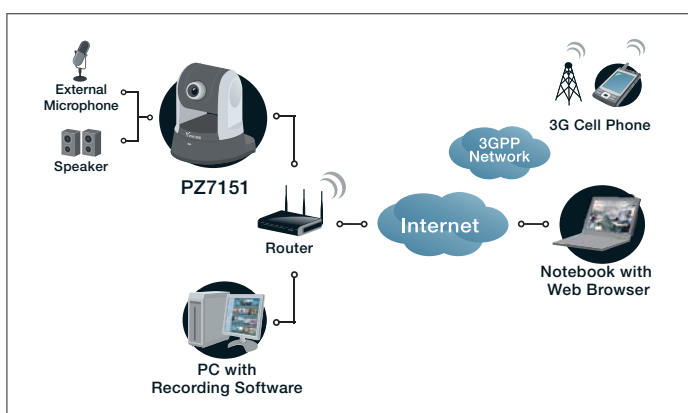 External
Microphone
Speaker
PZ7151
Router
PC with
Recording Software
Internet
3GPP
Network
3G Cell Phone
Notebook with
Web Browser